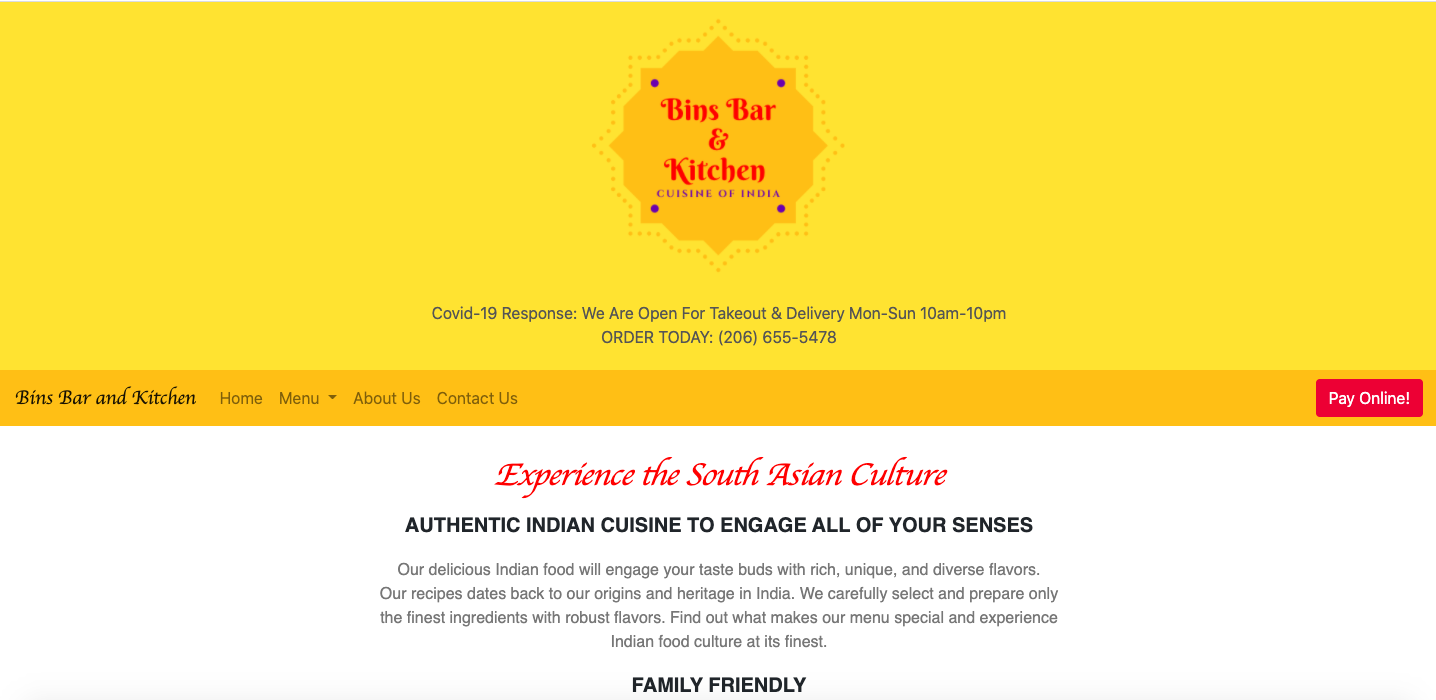 Bins Bar
&
Kitchen
CUISINE OF INDIA
Covid-19 Response: We Are Open For Takeout & Delivery Mon-Sun 10am-10pm
ORDER TODAY: (206) 655-5478
Bins Bar and Kitchen Home Menu About Us Contact Us Pay Online!
Experience the South Asian Culture
AUTHENTIC INDIAN CUISINE TO ENGAGE ALL OF YOUR SENSES
Our delicious Indian food will engage your taste buds with rich, unique, and diverse flavors.
Our recipes dates back to our origins and heritage in India. We carefully select and prepare only
the finest ingredients with robust flavors. Find out what makes our menu special and experience
Indian food culture at its finest.
FAMILY FRIENDLY